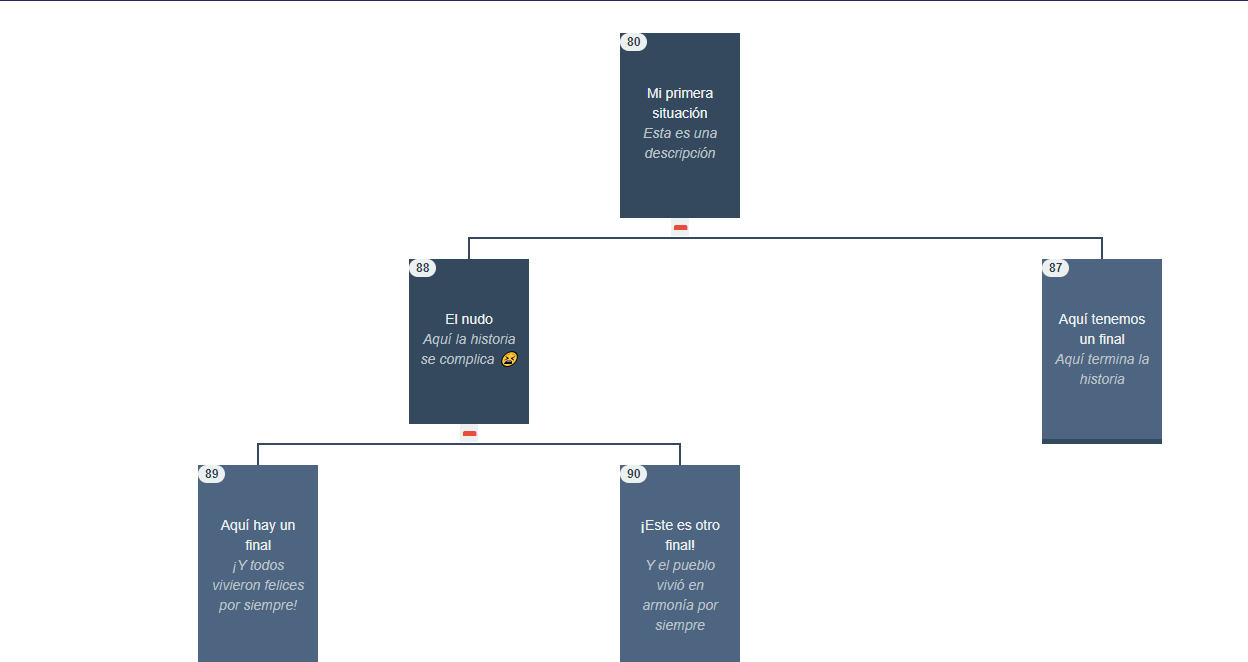 80
Mi primera
situación
Esta es una
descripción
88
El nudo
Aquí la historia
se complica 😫
87
Aquí tenemos
un final
Aquí termina la
historia
89
Aquí hay un
final
¡Y todos
vivieron felices
por siempre!
90
¡Este es otro
final!
Y el pueblo
vivió en
armonía por
siempre